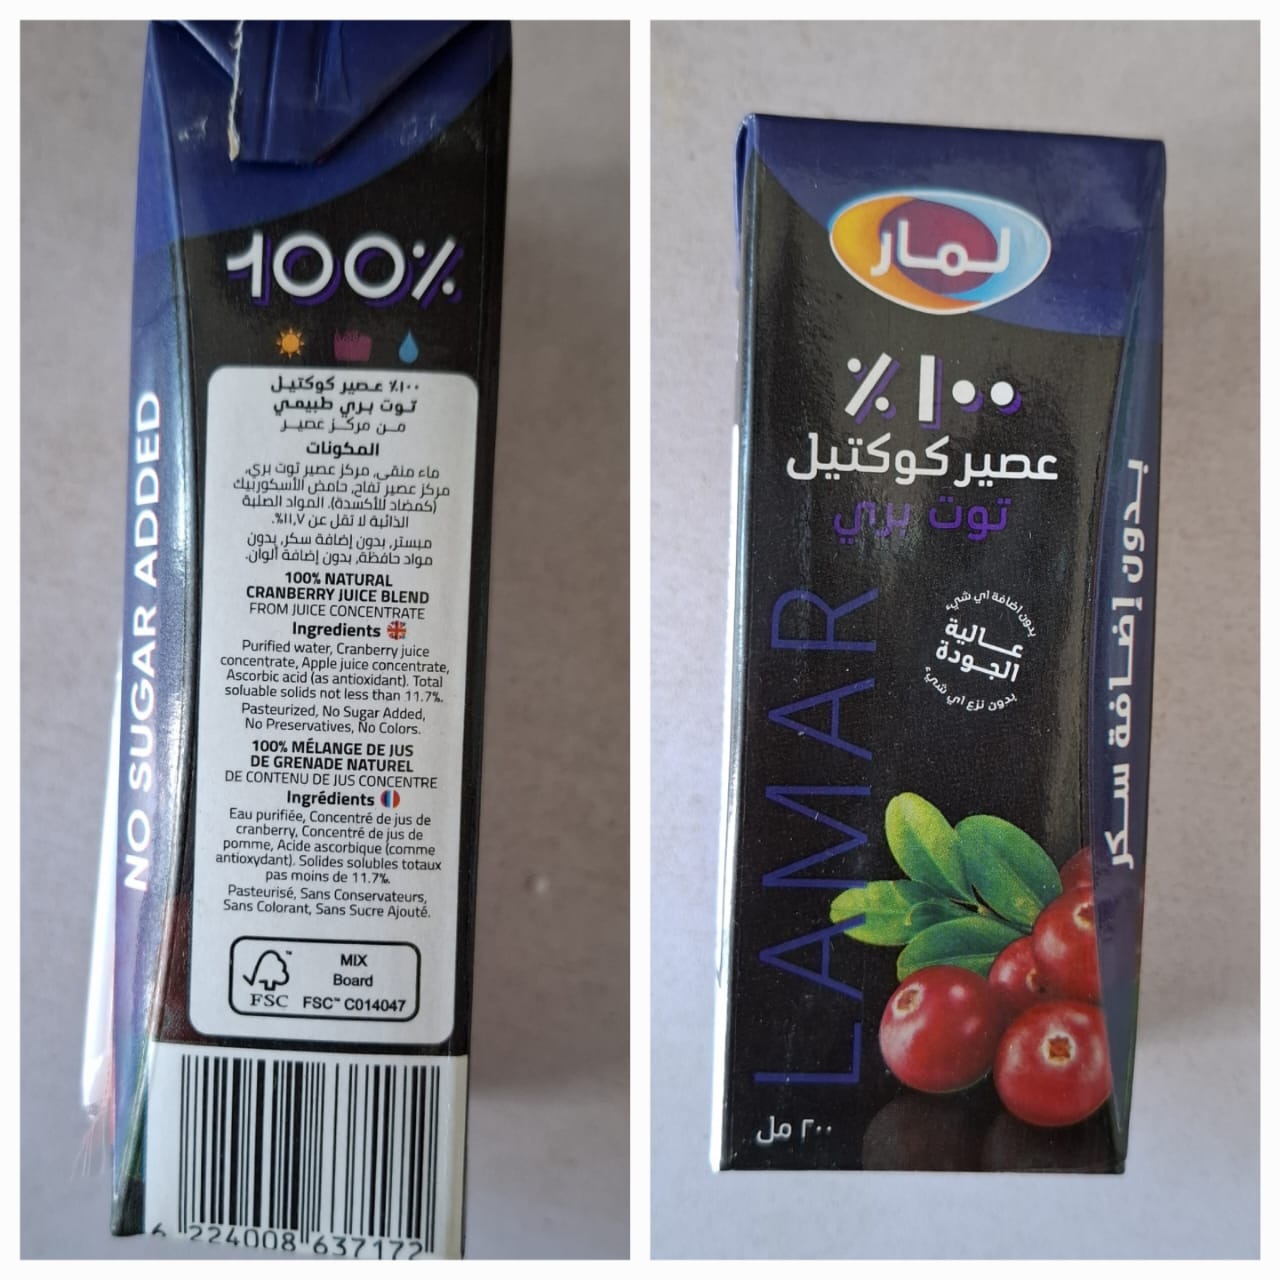 100%
NO SUGAR ADDED
١٠٠٪ عصير كوكتيل
توت بري طبيعي
من مركز عصير
المكونات
ماء منقى، مركز عصير توت بري،
مركز عصير تفاح، حامض الأسكوربيك
(كمضاد للأكسدة). المواد الصلبة
الذائبة لا تقل عن ١١,٧٪.
مبستر، بدون إضافة سكر، بدون
مواد حافظة، بدون إضافة ألوان.
100% NATURAL
CRANBERRY JUICE BLEND
FROM JUICE CONCENTRATE
Ingredients
Purified water, Cranberry juice
concentrate, Apple juice concentrate,
Ascorbic acid (as antioxidant). Total
soluable solids not less than 11.7%.
Pasteurized, No Sugar Added,
No Preservatives, No Colors.
100% MÉLANGE DE JUS
DE GRENADE NATUREL
DE CONTENU DE JUS CONCENTRE
Ingrédients
Eau purifiée, Concentré de jus de
cranberry, Concentré de jus de
pomme, Acide ascorbique (comme
antioxydant). Solides solubles totaux
pas moins de 11.7%.
Pasteurisé, Sans Conservateurs,
Sans Colorant, Sans Sucre Ajouté.
FSC™
MIX
Board
FSC™ C014047
6 224008 637172
لمار
١٠٠٪
عصير كوكتيل
توت بري
بدون إضافة اي شيء
عالية
الجودة
بدون نزع اي شيء
LAMAR
بدون إضافة سكر
٢٠٠ مل